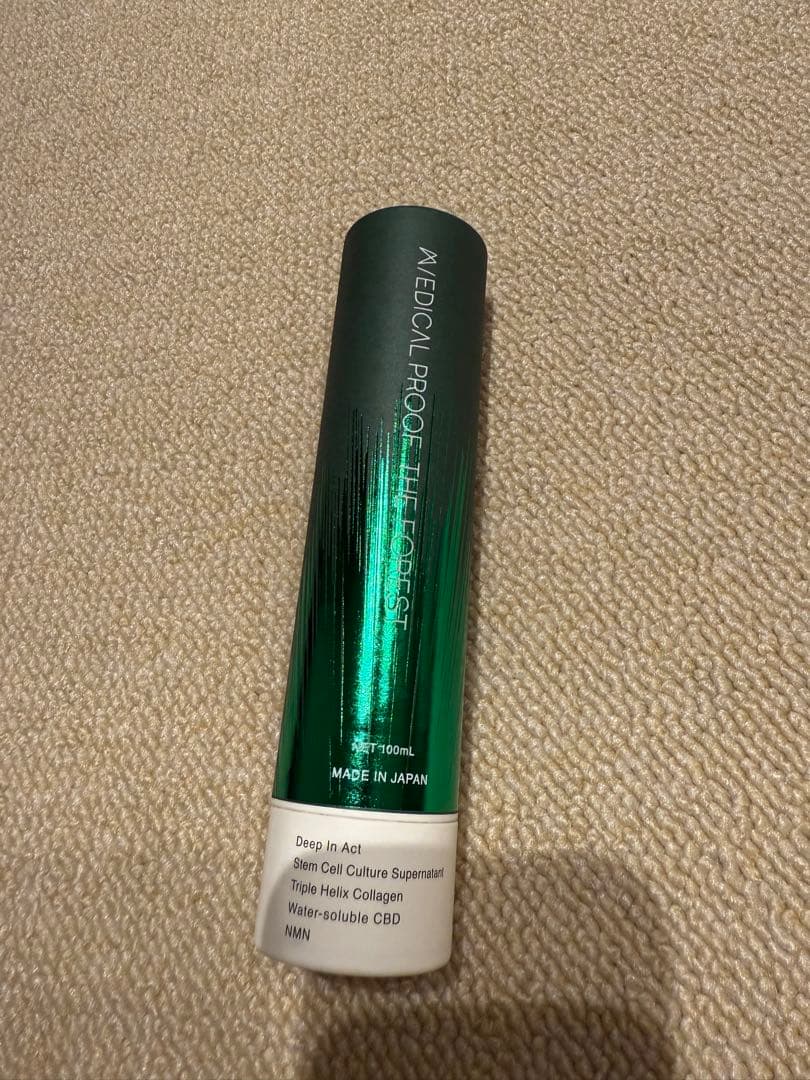 MEDICAL PROOF THE FOREST
NET 100mL
MADE IN JAPAN
Deep In Act
Stem Cell Culture Supernatant
Triple Helix Collagen
Water-soluble CBD
NMN